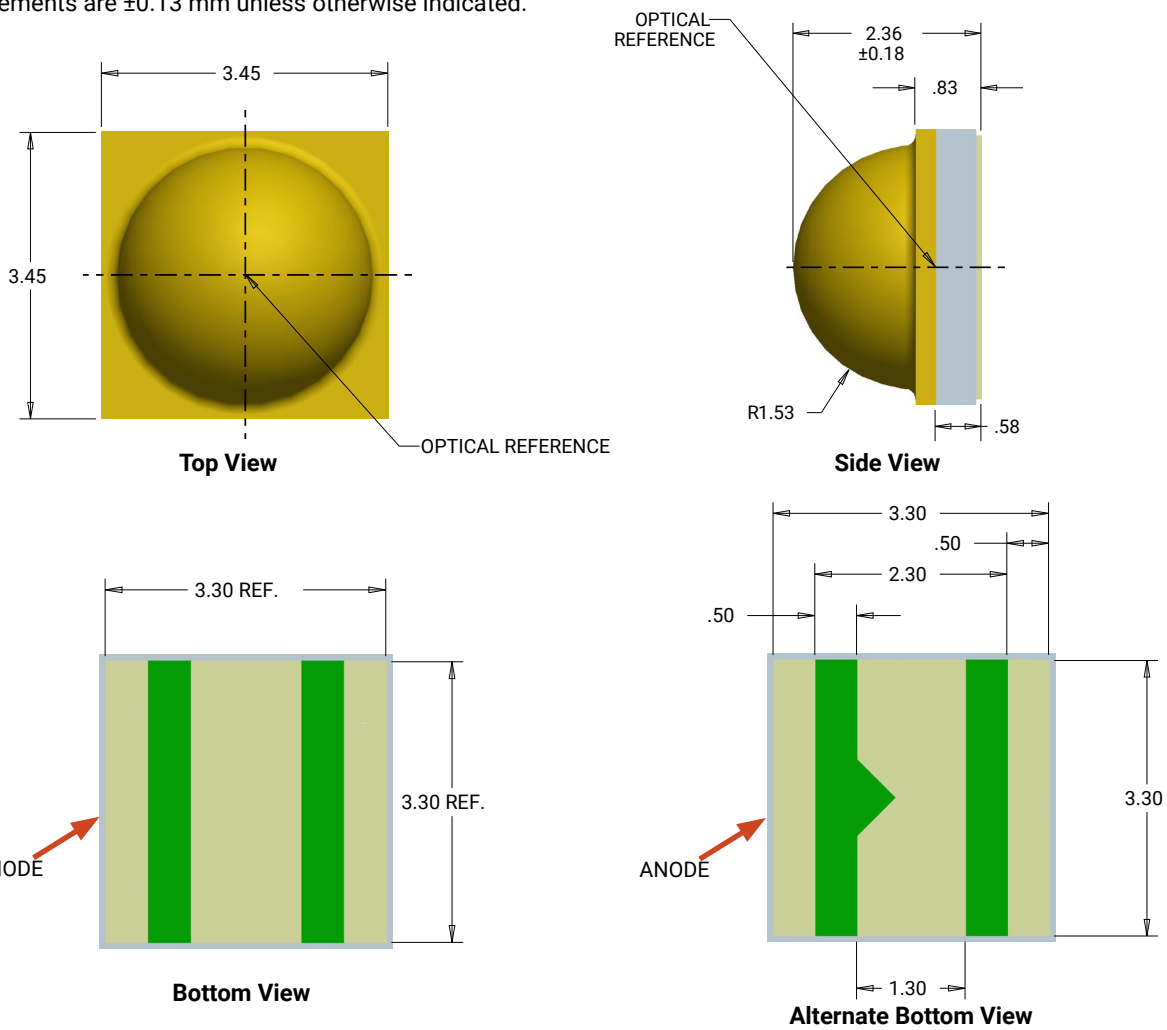 ements are ±0.13 mm unless otherwise indicated.
3.45
3.45
OPTICAL REFERENCE
Top View
OPTICAL
REFERENCE
2.36
±0.18
.83
R1.53
.58
Side View
3.30 REF.
3.30 REF.
ODE
Bottom View
3.30
.50
2.30
.50
3.30
ANODE
1.30
Alternate Bottom View